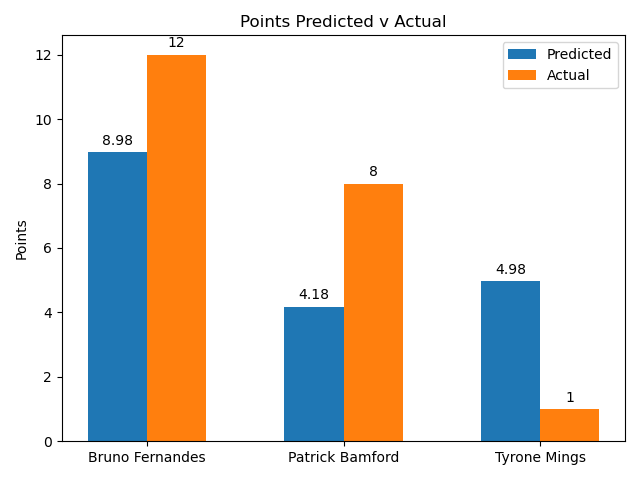 Points Predicted v Actual
Predicted
Actual
Points
12
10
8
6
4
2
0
8.98
12
4.18
8
4.98
1
Bruno Fernandes
Patrick Bamford
Tyrone Mings